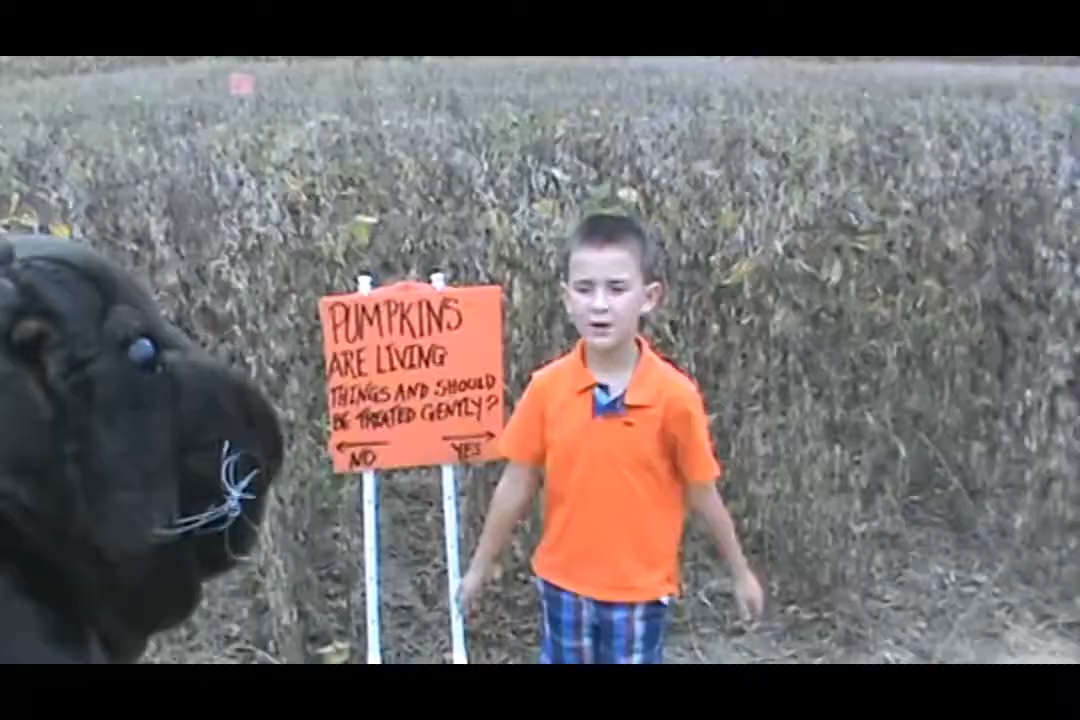 PUMPKINS
ARE LIVING
THINGS AND SHOULD
BE TREATED GENTLY?
NO YES